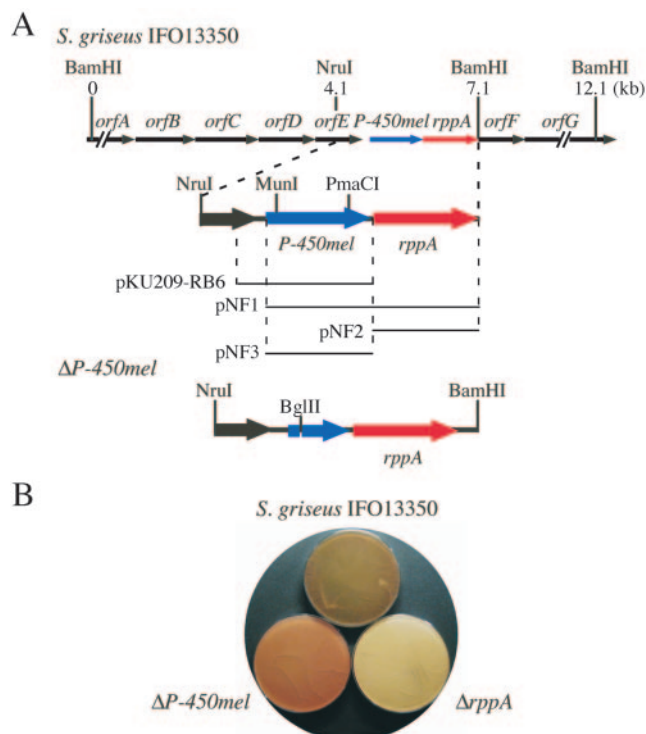 A
S. griseus IFO13350
BamHI NruI BamHI BamHI
0 4.1 7.1 12.1 (kb)
orfA orfB orfC orfD orfE P-450mel rppA orfF orfG
NruI MunI PmaCI
P-450mel rppA
pKU209-RB6
pNF1
pNF2
pNF3
ΔP-450mel
NruI BglII BamHI
rppA
B
S. griseus IFO13350
ΔP-450mel ΔrppA